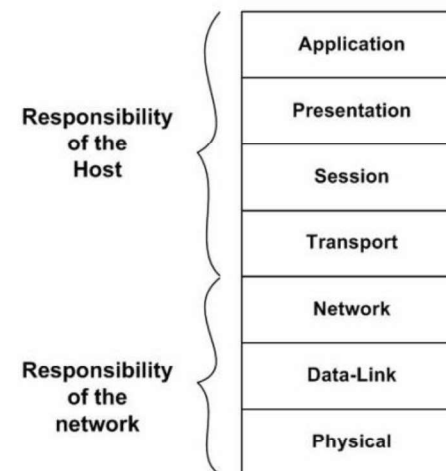 Application
Presentation
Responsibility
of the
Host
Session
Transport
Network
Responsibility
of the
network
Data-Link
Physical